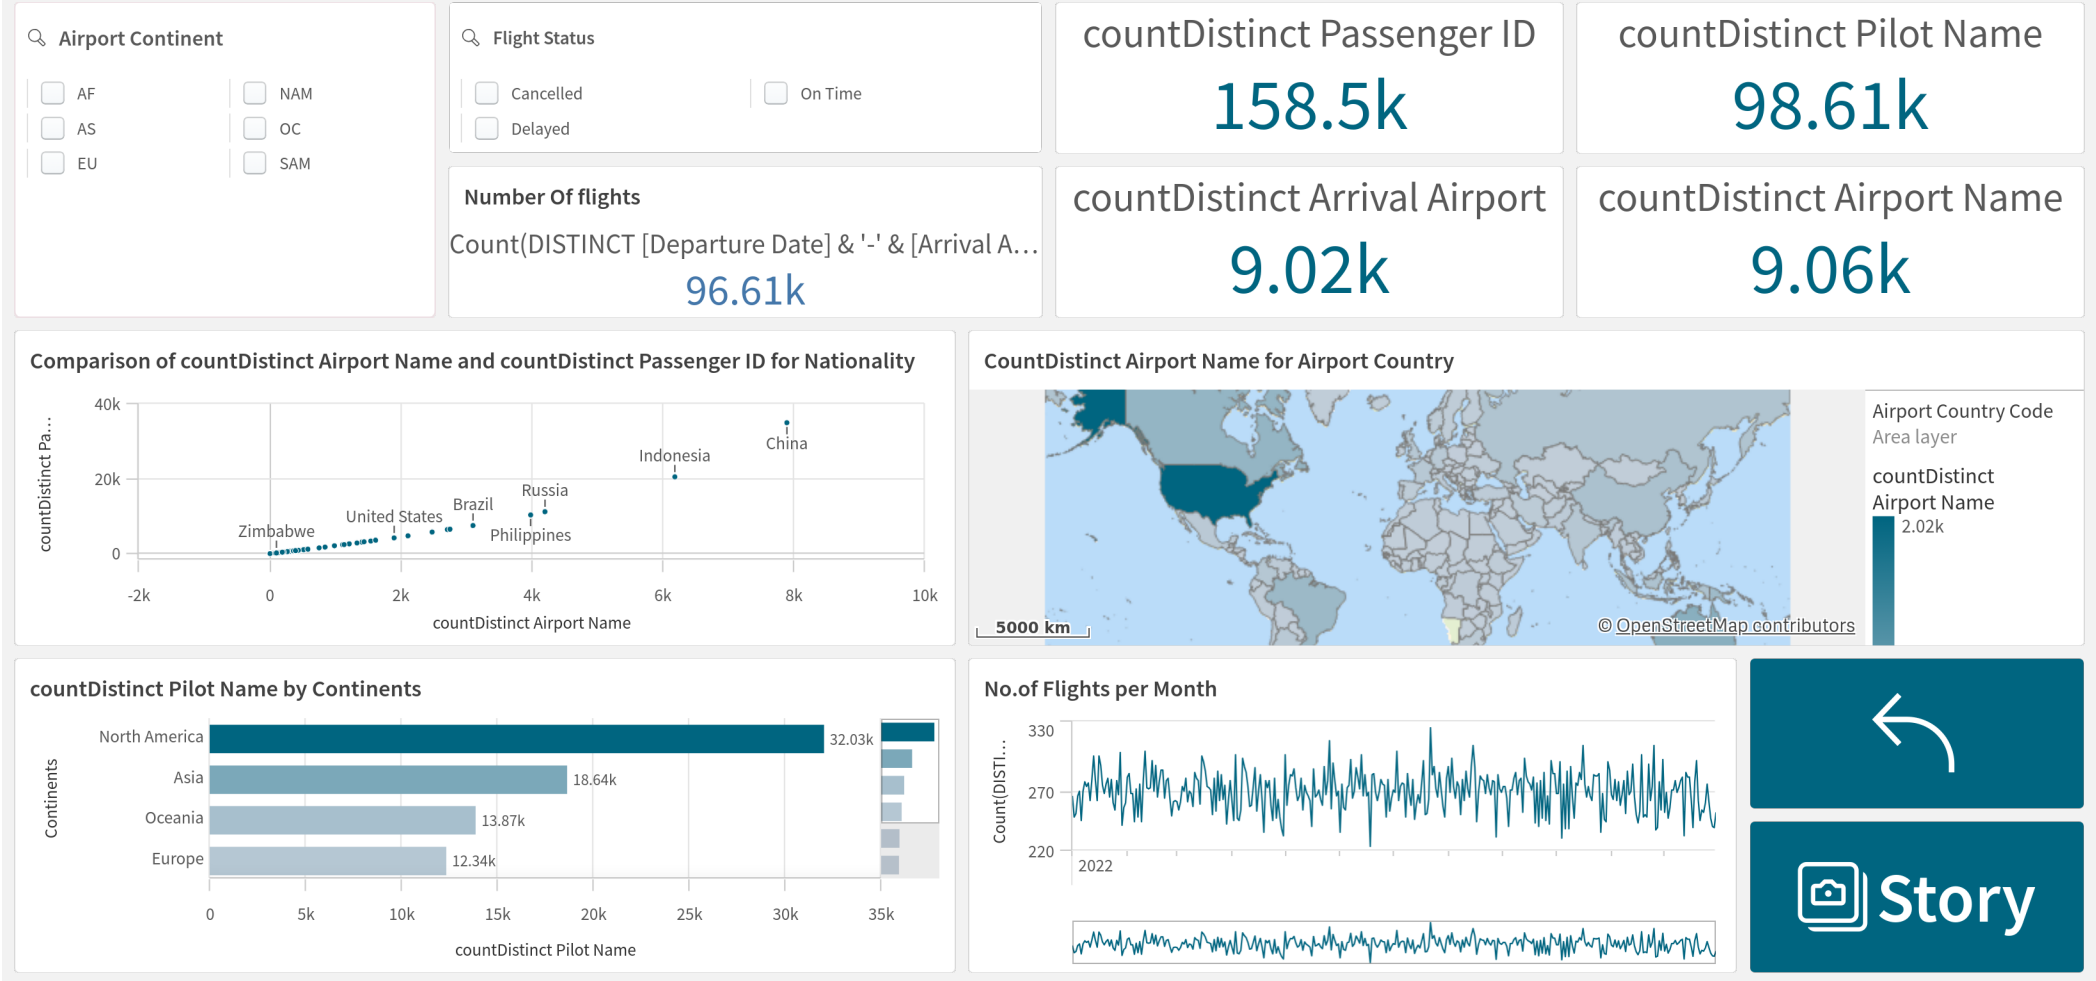 Airport Continent
AF
AS
EU
NAM
OC
SAM
Flight Status
Cancelled
Delayed
On Time
countDistinct Passenger ID
158.5k
countDistinct Pilot Name
98.61k
Number Of flights
Count(DISTINCT [Departure Date] & '-' & [Arrival A...
96.61k
countDistinct Arrival Airport
9.02k
countDistinct Airport Name
9.06k
Comparison of countDistinct Airport Name and countDistinct Passenger ID for Nationality
countDistinct Pa...
40k
20k
0
Zimbabwe
United States
Brazil
Russia
Philippines
Indonesia
China
-2k
0
2k
4k
6k
8k
10k
countDistinct Airport Name
CountDistinct Airport Name for Airport Country
5000 km
© OpenStreetMap contributors
Airport Country Code
Area layer
countDistinct
Airport Name
2.02k
countDistinct Pilot Name by Continents
Continents
North America
32.03k
Asia
18.64k
Oceania
13.87k
Europe
12.34k
0
5k
10k
15k
20k
25k
30k
35k
countDistinct Pilot Name
No.of Flights per Month
Count(DISTI...
330
270
220
2022
Story